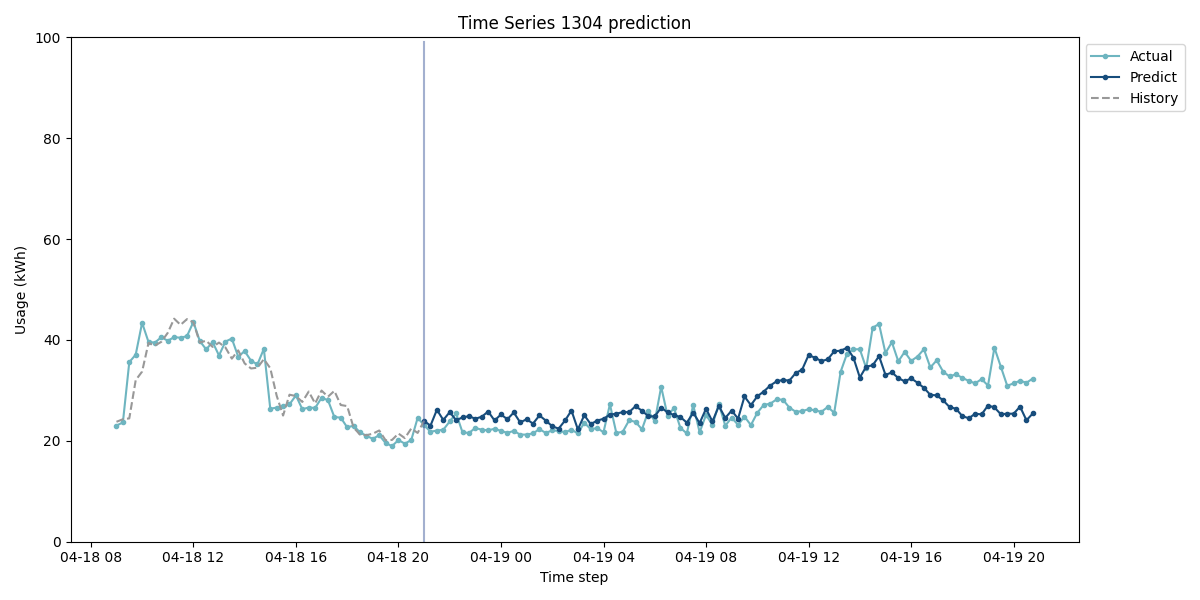 Time Series 1304 prediction
100
80
60
40
20
0
Usage (kWh)
04-18 08
04-18 12
04-18 16
04-18 20
04-19 00
04-19 04
04-19 08
04-19 12
04-19 16
04-19 20
Time step
Actual
Predict
History